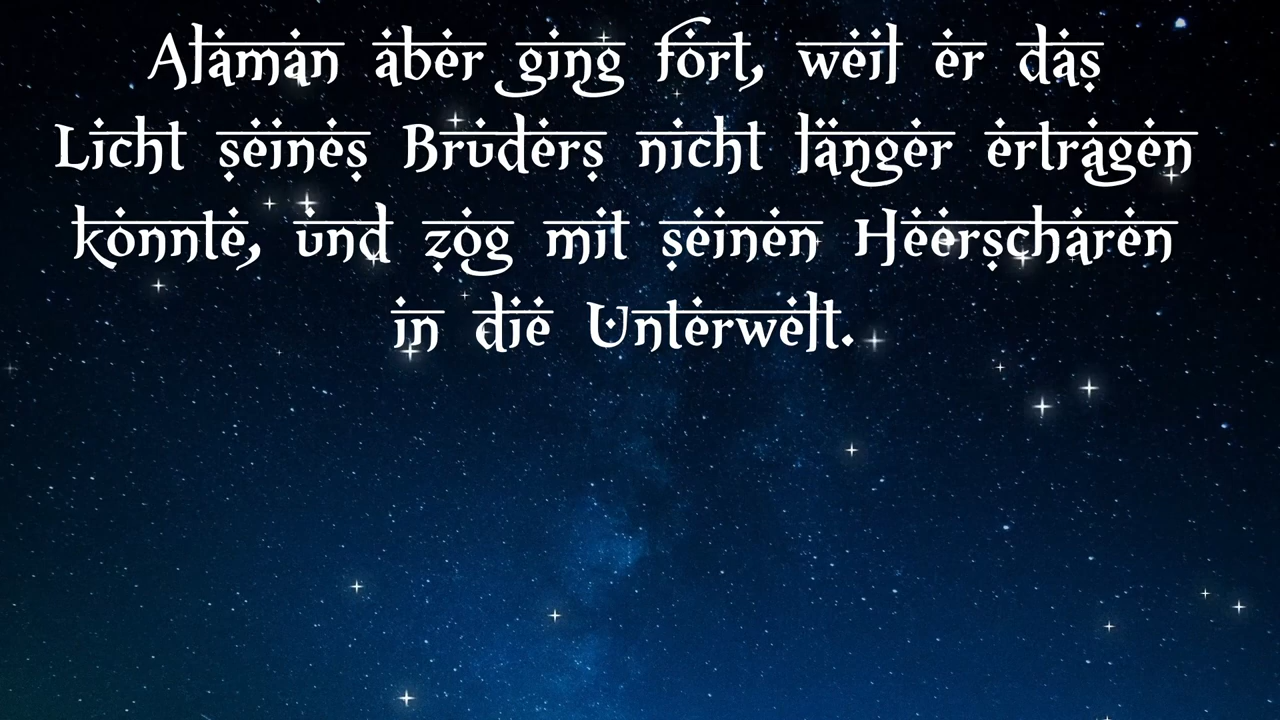 Alaman aber ging fort, weil er das
Licht seines Bruders nicht länger ertragen
konnte, und zog mit seinen Heerscharen
in die Unterwelt.